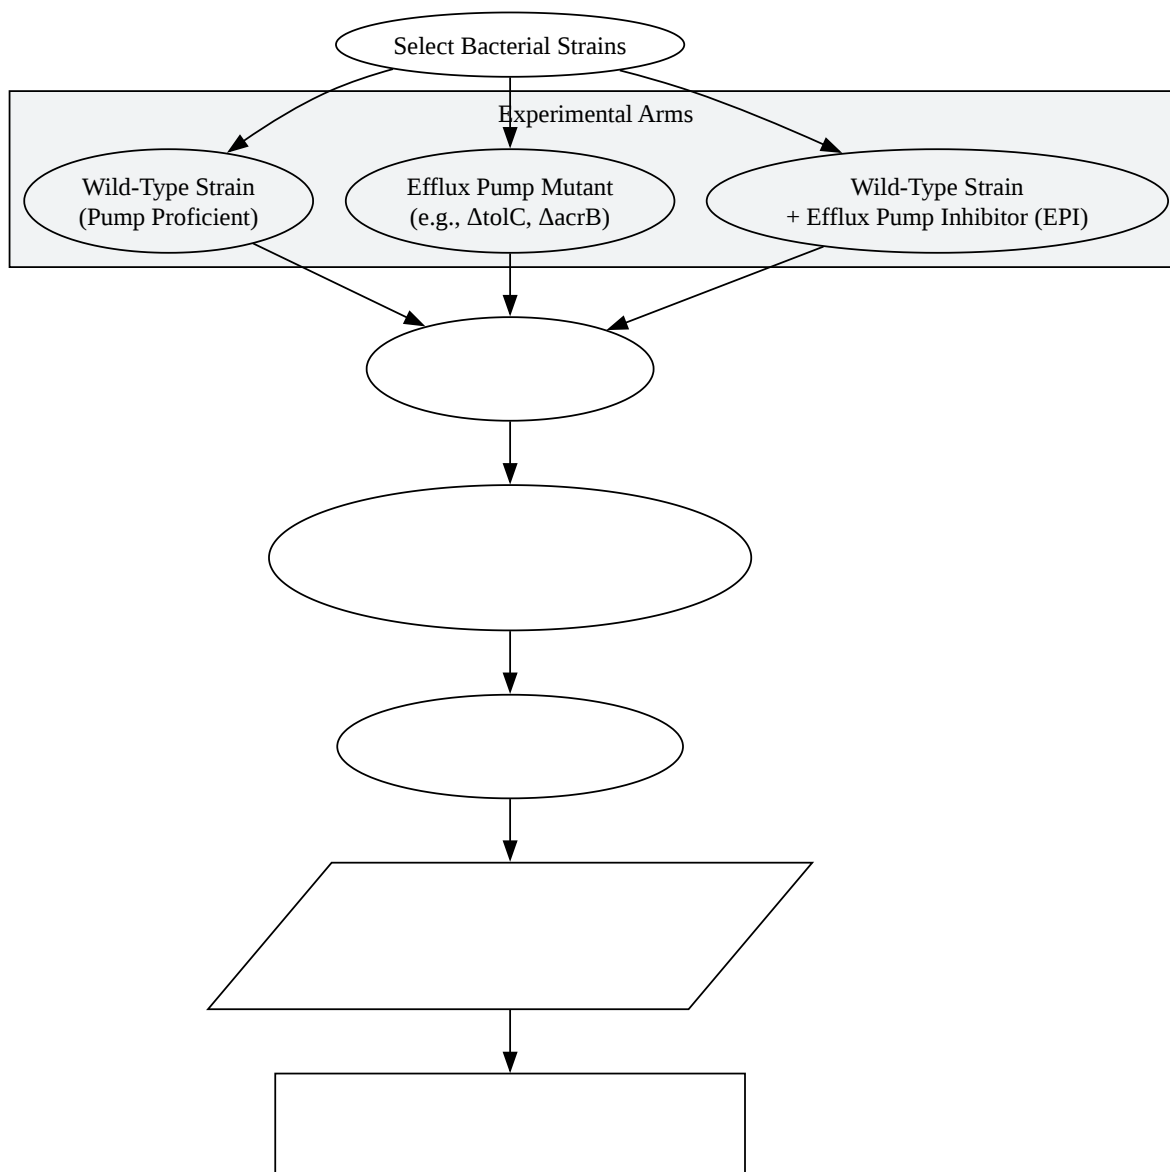 Select Bacterial Strains
Experimental Arms
Wild-Type Strain
(Pump Proficient)
Efflux Pump Mutant
(e.g., ΔtolC, ΔacrB)
Wild-Type Strain
+ Efflux Pump Inhibitor (EPI)